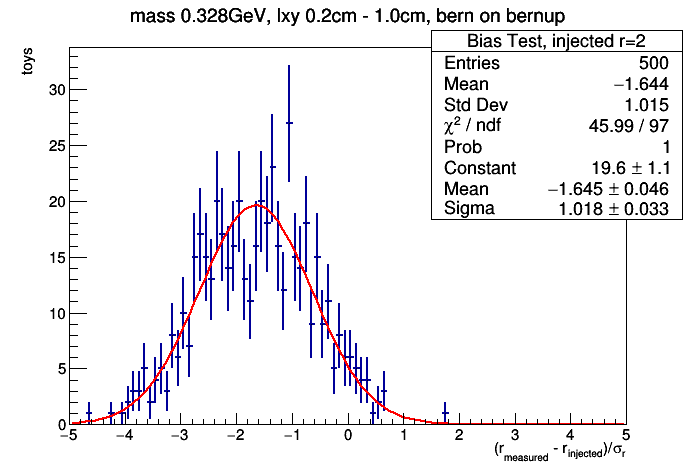 mass 0.328GeV, lxy 0.2cm - 1.0cm, bern on bernup
Bias Test, injected r=2
Entries 500
Mean −1.644
Std Dev 1.015
χ² / ndf 45.99 / 97
Prob 1
Constant 19.6 ± 1.1
Mean −1.645 ± 0.046
Sigma 1.018 ± 0.033
toys
30
25
20
15
10
5
0
−5 −4 −3 −2 −1 0 1 2 3 4 5
(r_measured - r_injected)/σ_r